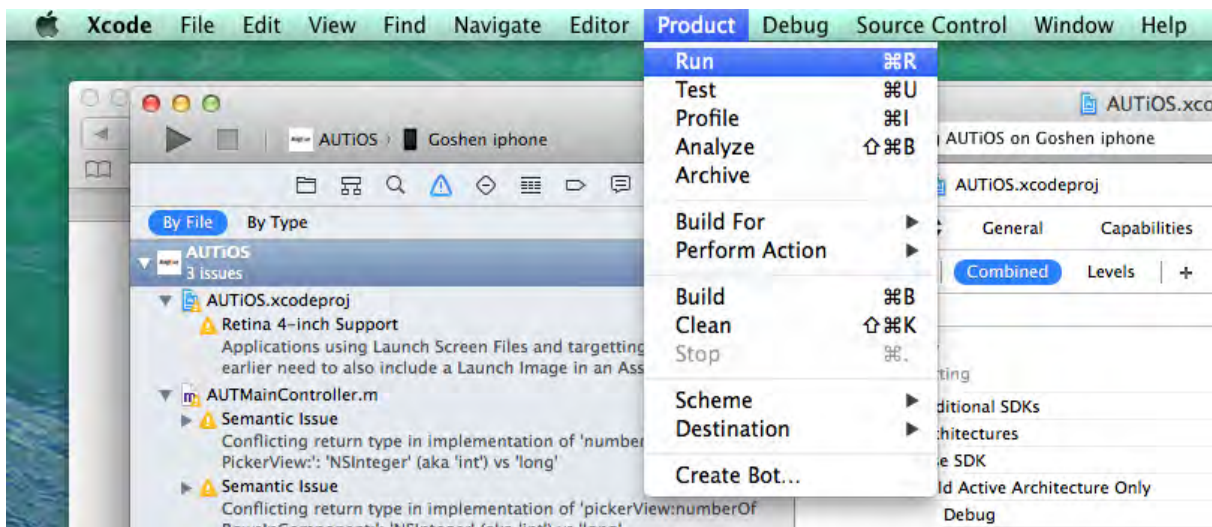 Xcode File Edit View Find Navigate Editor Product Debug Source Control Window Help
Run ⌘R
Test ⌘U
Profile ⌘I
Analyze ⇧⌘B
Archive
Build For
Perform Action
Build ⌘B
Clean ⇧⌘K
Stop ⌘.
Scheme
Destination
Create Bot...
AUTiOS.xco
AUTiOS Goshen iphone
AUTiOS on Goshen iphone
AUTiOS.xcodeproj
By File By Type
General Capabilities
Combined Levels +
AUTiOS
3 issues
AUTiOS.xcodeproj
Retina 4-inch Support
Applications using Launch Screen Files and targetting
earlier need to also include a Launch Image in an Ass
AUTMainController.m
Semantic Issue
Conflicting return type in implementation of 'number
PickerView:': 'NSInteger' (aka 'int') vs 'long'
Semantic Issue
Conflicting return type in implementation of 'pickerView:numberOf
ting
ditional SDKs
chitectures
e SDK
ld Active Architecture Only
Debug